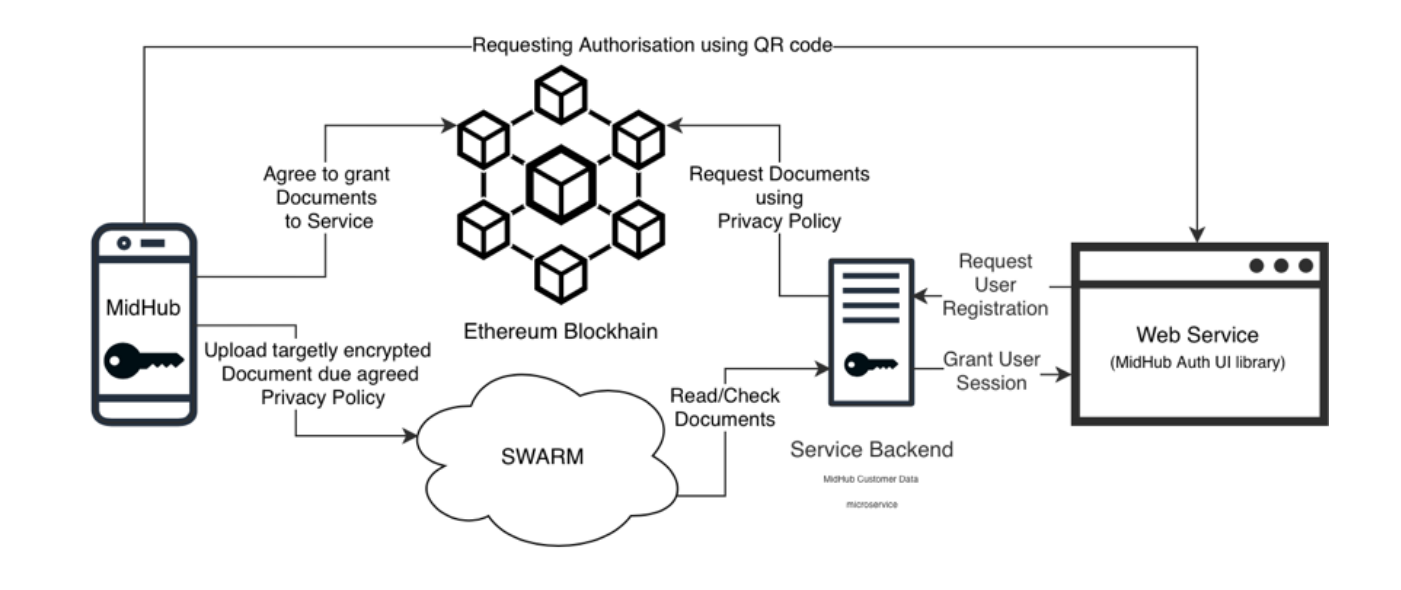 Requesting Authorisation using QR code
Agree to grant
Documents
to Service
Request Documents
using
Privacy Policy
MidHub
Ethereum Blockhain
Request
User
Registration
Web Service
(MidHub Auth UI library)
Upload targetly encrypted
Document due agreed
Privacy Policy
Grant User
Session
Read/Check
Documents
SWARM
Service Backend
MidHub Customer Data
microservice